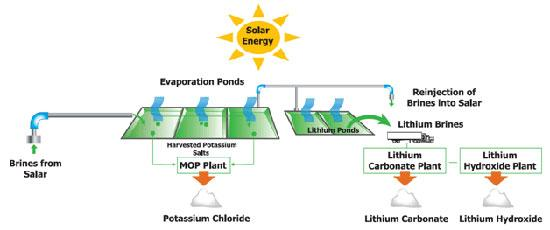 Solar
Energy
Evaporation Ponds
Reinjection of
Brines into Salar
Lithium Ponds
Lithium Brines
Harvested Potassium
Salts
Brines from
Salar
MOP Plant
Lithium
Carbonate Plant
Lithium
Hydroxide Plant
Potassium Chloride
Lithium Carbonate
Lithium Hydroxide